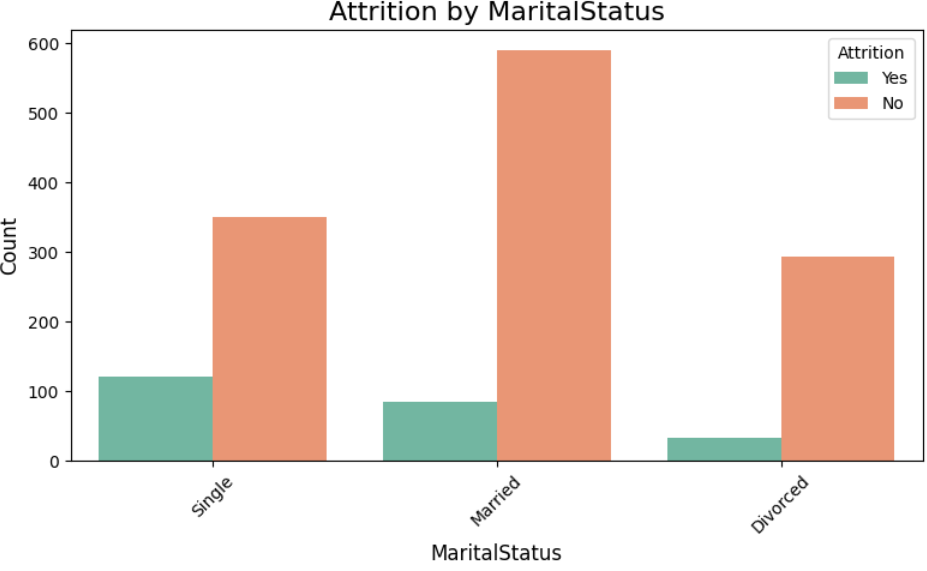 Attrition by MaritalStatus
Attrition
Yes
No
600
500
400
300
200
100
0
Count
Single
Married
Divorced
MaritalStatus